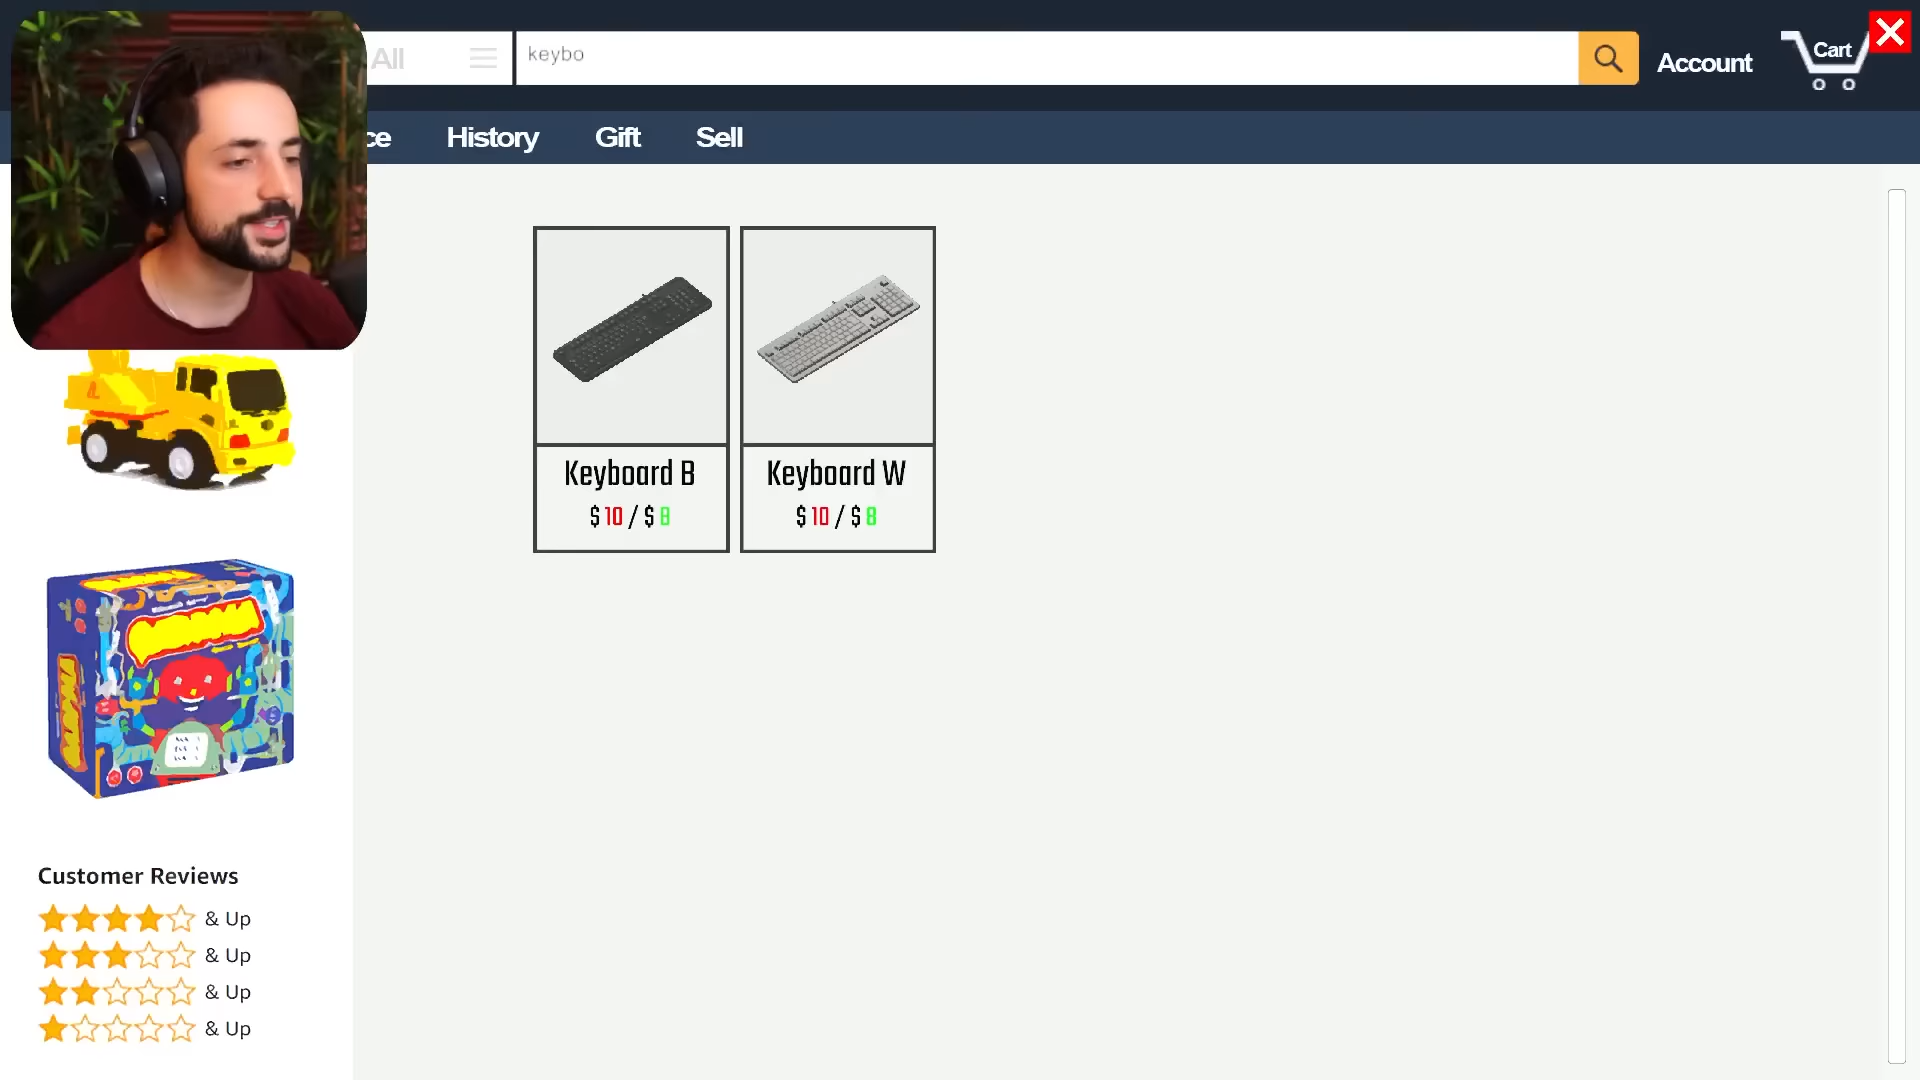 All
keybo
Account
Cart
ce
History
Gift
Sell
Keyboard B
$ 10 / $ 8
Keyboard W
$ 10 / $ 8
Customer Reviews
& Up
& Up
& Up
& Up